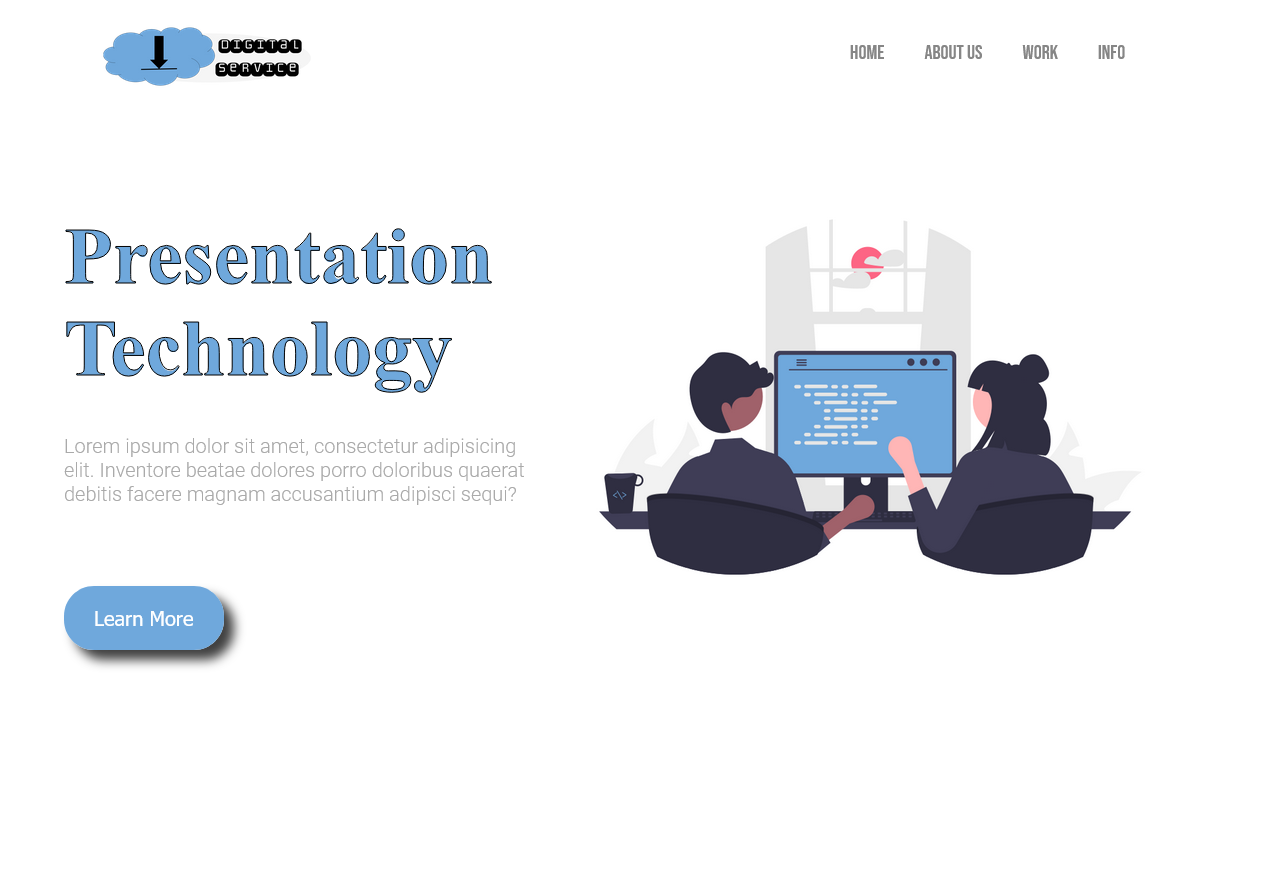 DIGITaL
SeRVICe
HOME ABOUT US WORK INFO
Presentation
Technology
Lorem ipsum dolor sit amet, consectetur adipisicing
elit. Inventore beatae dolores porro doloribus quaerat
debitis facere magnam accusantium adipisci sequi?
</>
Learn More